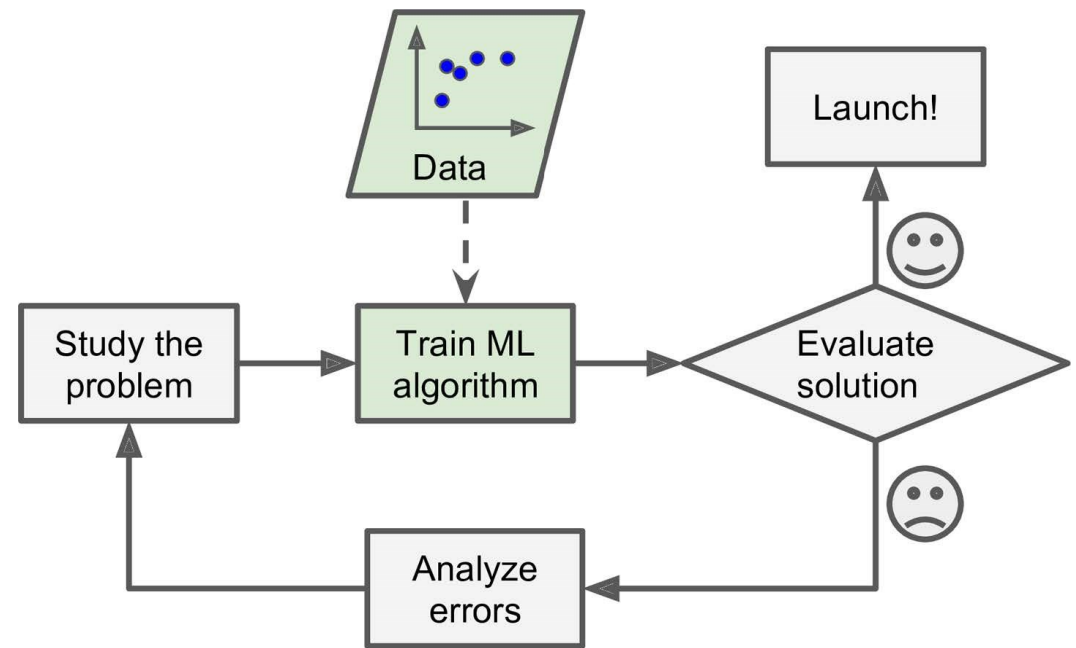 Data
Launch!
Study the
problem
Train ML
algorithm
Evaluate
solution
Analyze
errors